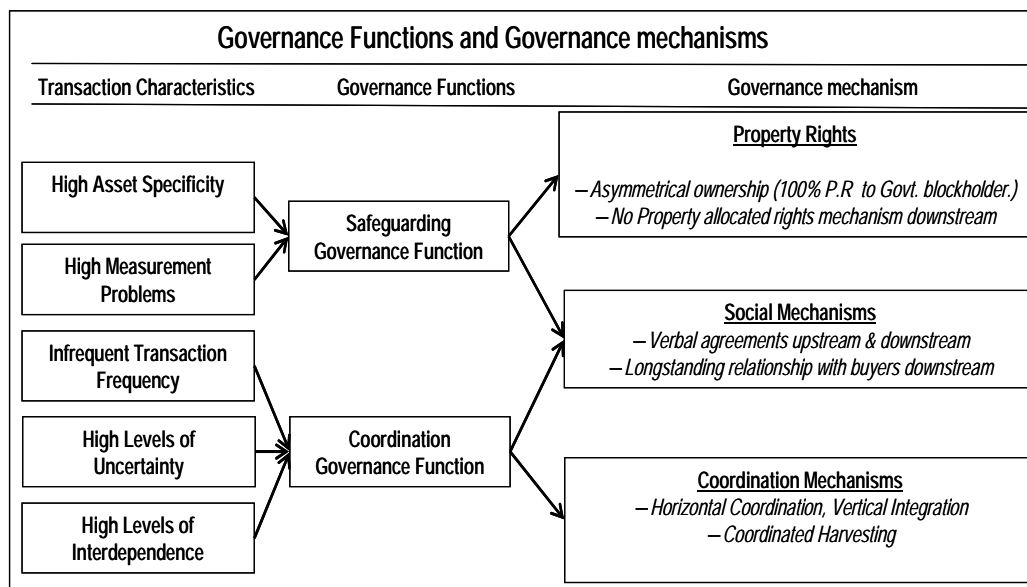 Governance Functions and Governance mechanisms
Transaction Characteristics
Governance Functions
Governance mechanism
High Asset Specificity
High Measurement
Problems
Infrequent Transaction
Frequency
High Levels of
Uncertainty
High Levels of
Interdependence
Safeguarding
Governance Function
Coordination
Governance Function
Property Rights
– Asymmetrical ownership (100% P.R to Govt. blockholder.)
– No Property allocated rights mechanism downstream
Social Mechanisms
– Verbal agreements upstream & downstream
– Longstanding relationship with buyers downstream
Coordination Mechanisms
– Horizontal Coordination, Vertical Integration
– Coordinated Harvesting